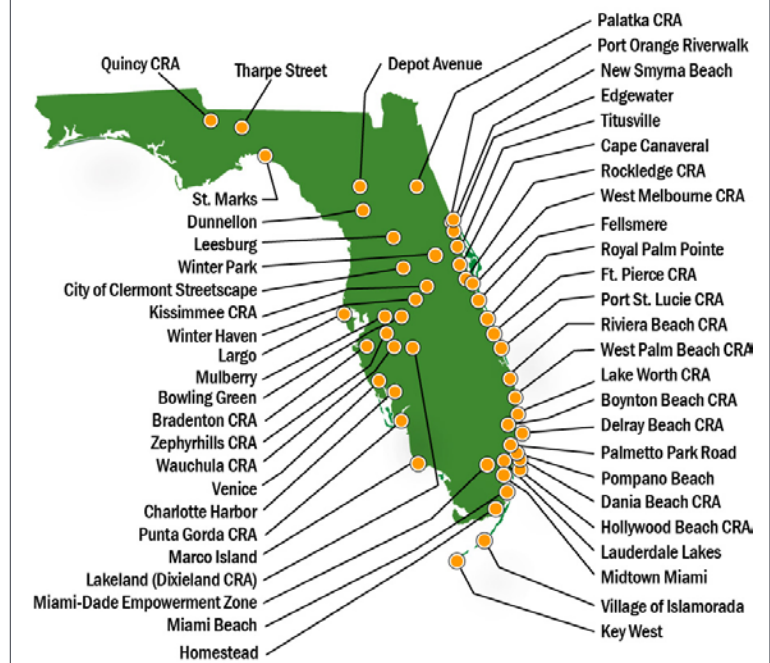 Quincy CRA
Tharpe Street
Depot Avenue
Palatka CRA
Port Orange Riverwalk
New Smyrna Beach
Edgewater
Titusville
Cape Canaveral
Rockledge CRA
West Melbourne CRA
Fellsmere
Royal Palm Pointe
Ft. Pierce CRA
Port St. Lucie CRA
Riviera Beach CRA
West Palm Beach CRA
Lake Worth CRA
Boynton Beach CRA
Delray Beach CRA
Palmetto Park Road
Pompano Beach
Dania Beach CRA
Hollywood Beach CRA
Lauderdale Lakes
Midtown Miami
Village of Islamorada
Key West
St. Marks
Dunnellon
Leesburg
Winter Park
City of Clermont Streetscape
Kissimmee CRA
Winter Haven
Largo
Mulberry
Bowling Green
Bradenton CRA
Zephyrhills CRA
Wauchula CRA
Venice
Charlotte Harbor
Punta Gorda CRA
Marco Island
Lakeland (Dixieland CRA)
Miami-Dade Empowerment Zone
Miami Beach
Homestead